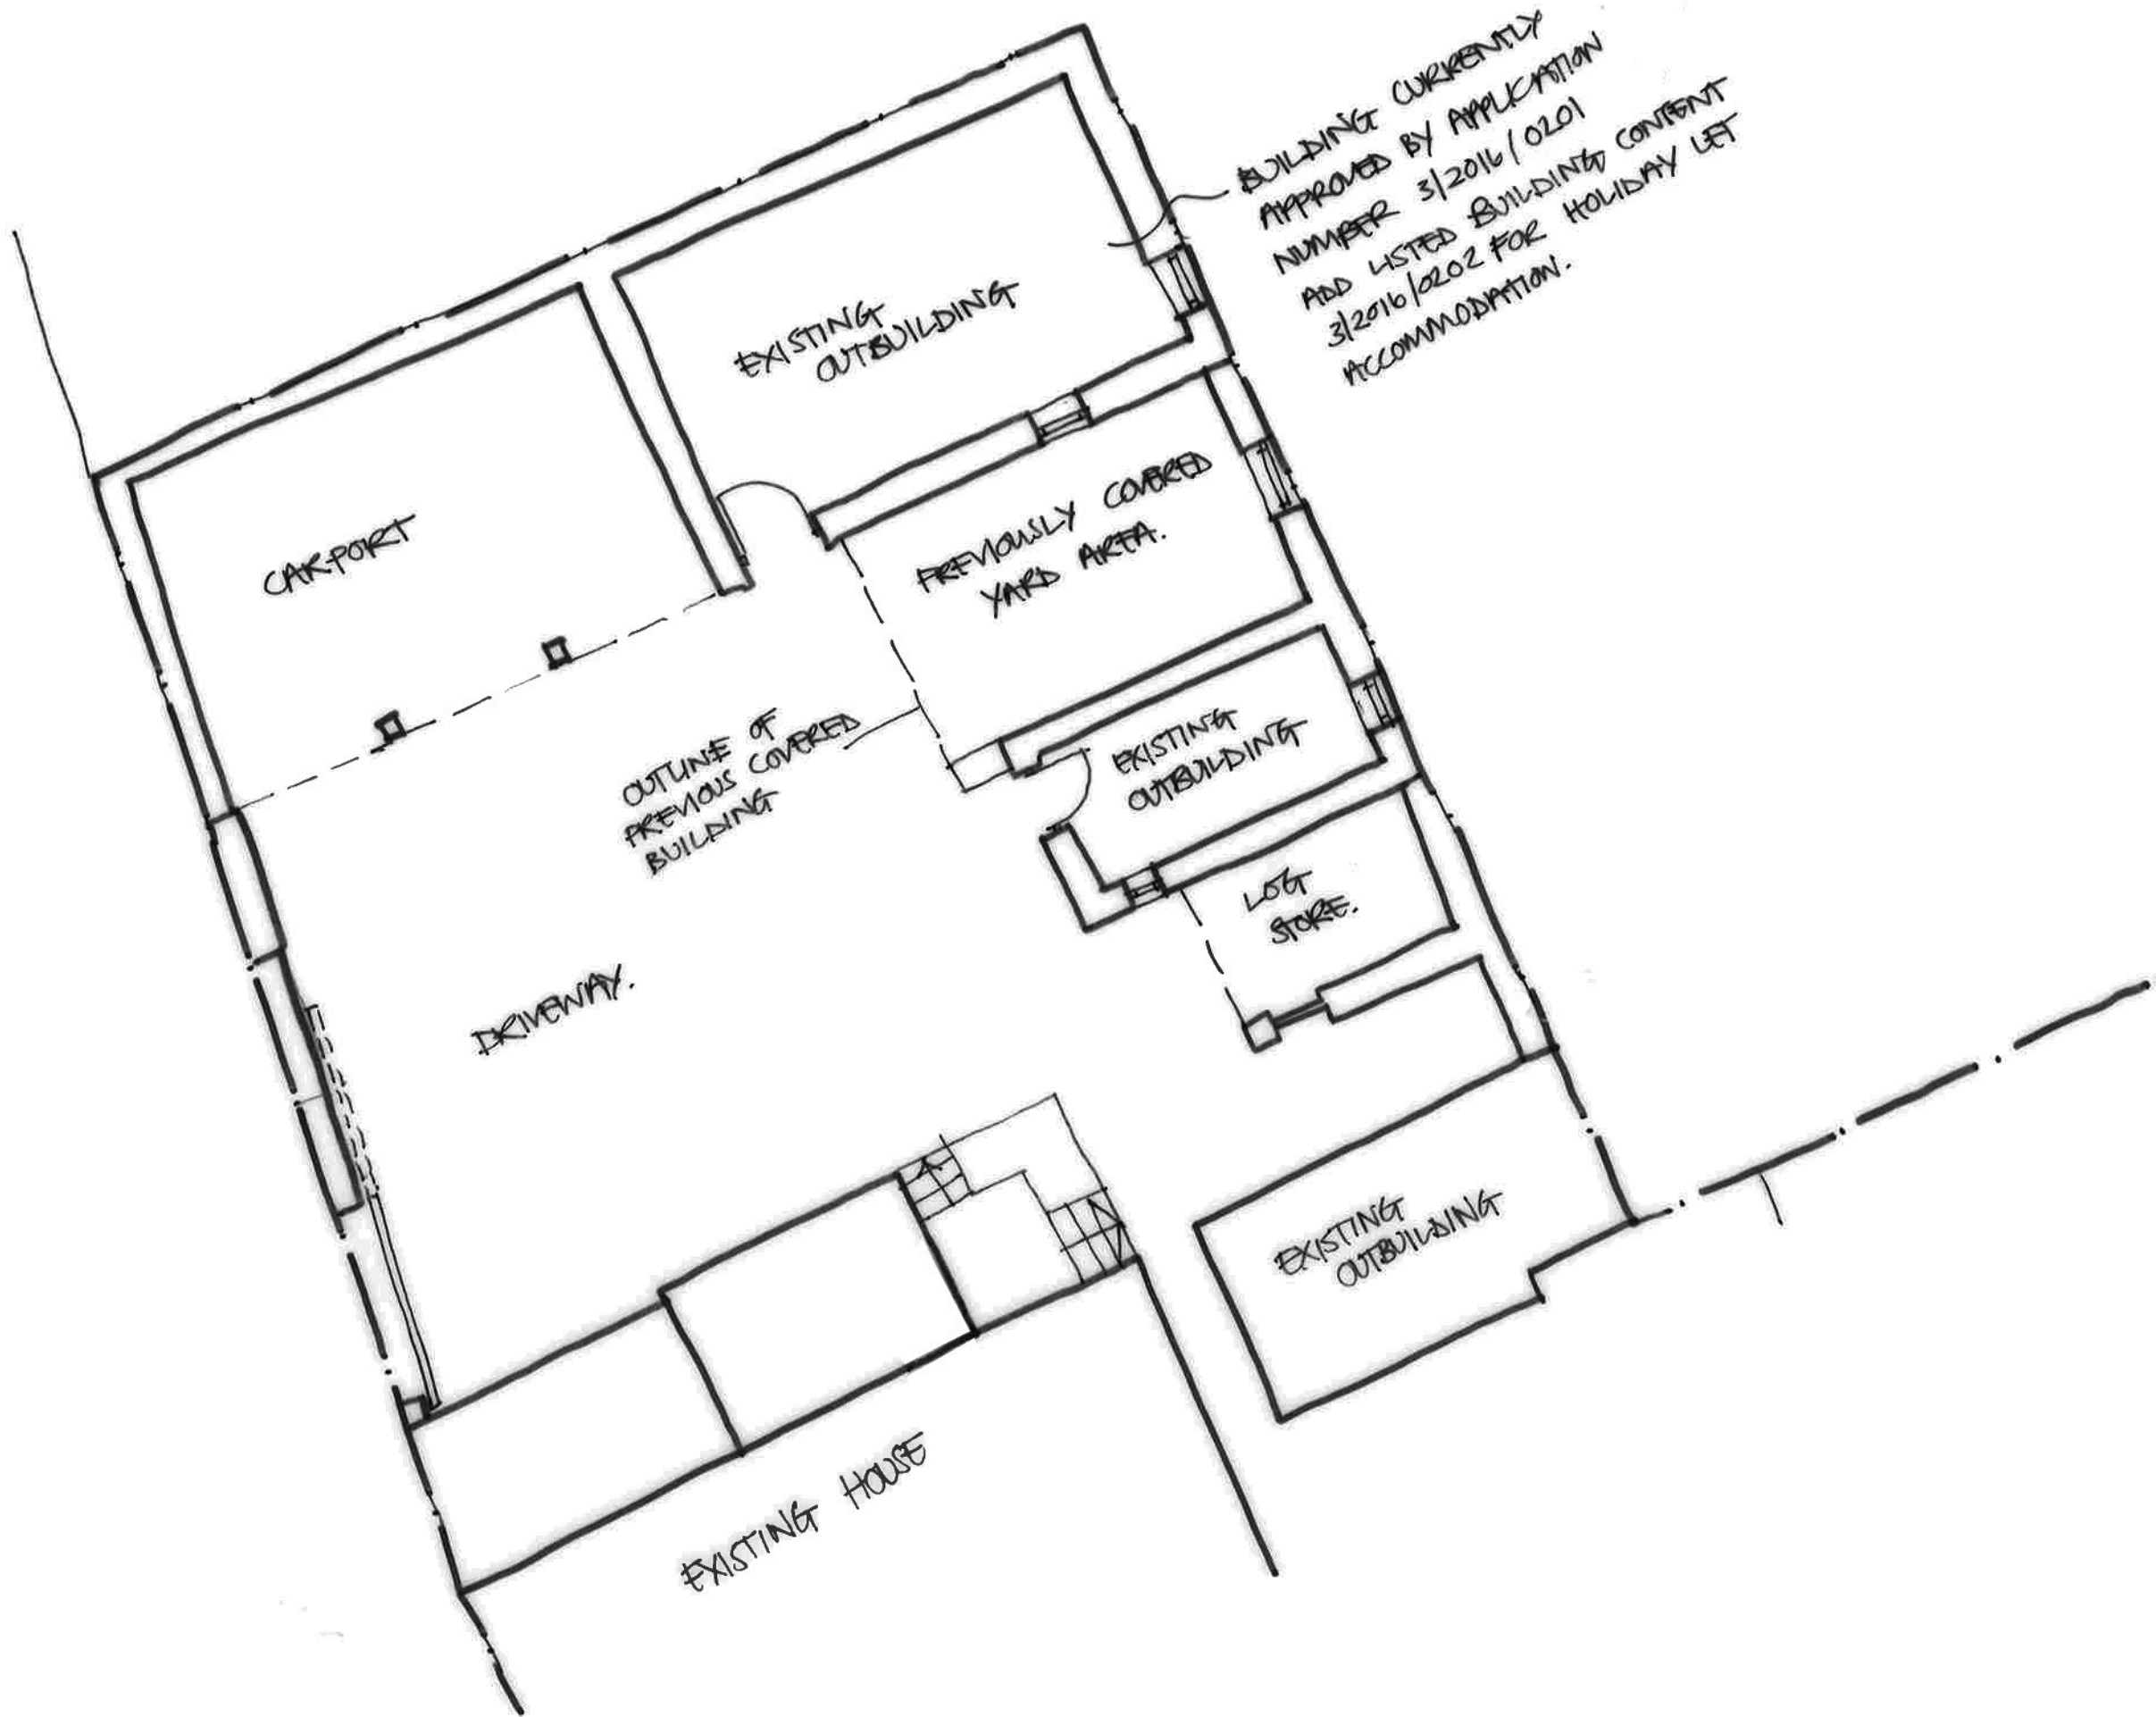 BUILDING CURRENTLY
APPROVED BY APPLICATION
NUMBER 3/2016/0201
ADD LISTED BUILDING CONTENT
3/2016/0202 FOR HOLIDAY LET
ACCOMMODATION.
EXISTING
OUTBUILDING
CARPORT
PREVIOUSLY COVERED
YARD AREA.
OUTLINE OF
PREVIOUS COVERED
BUILDING
EXISTING
OUTBUILDING
LOG
STORE.
DRIVEWAY.
EXISTING
OUTBUILDING
EXISTING HOUSE